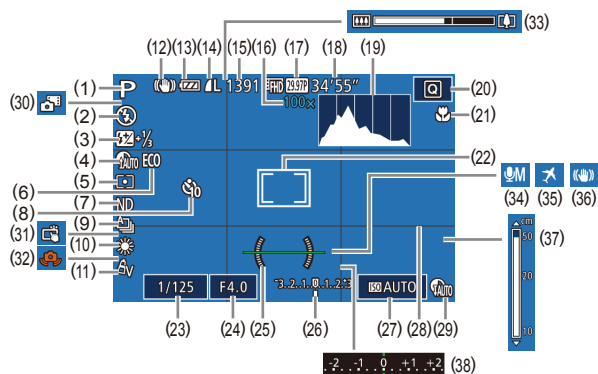 (33)
(12) (13) (14) (15) (16) (17) (18) (19)
(1) P L 1391 FHD 29.97P 34'55" Q (20)
(30) 100x
(2) (21)
(3) +1/3
(4) AUTO ECO (22)
(5) M
(6) (34) (35) (36)
(7) ND
(8) 10
(9) cm
(31) 50 (37)
(10)
(32) 20
(11) V
1/125 F4.0 -3..2..1..0..1..2..+3 ISO AUTO AUTO 10
(23) (24) (25) (26) (27) (28) (29)
-2..-1..0..+1..+2 (38)